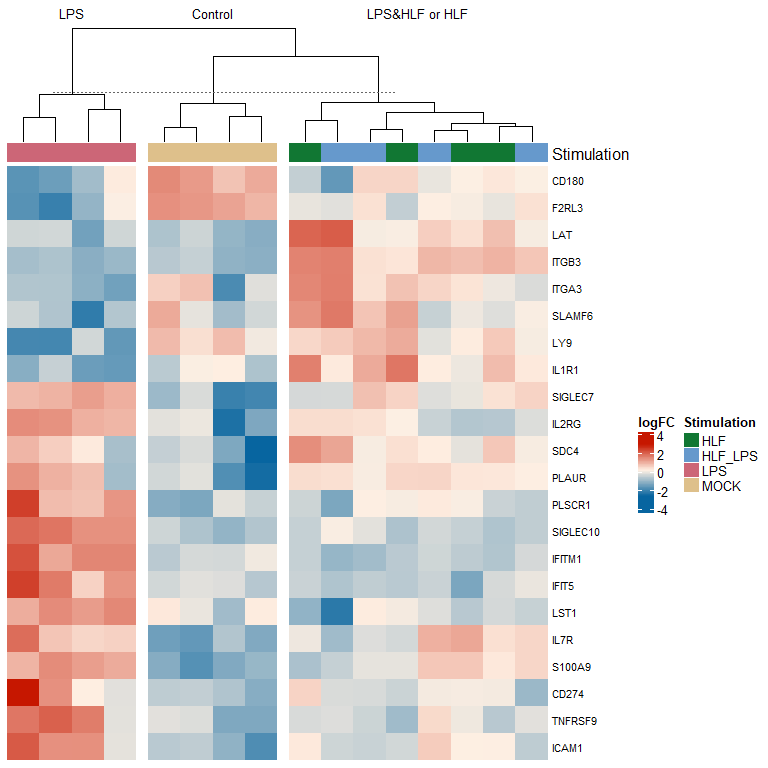 LPS Control LPS&HLF or HLF
Stimulation
CD180
F2RL3
LAT
ITGB3
ITGA3
SLAMF6
LY9
IL1R1
SIGLEC7
IL2RG
SDC4
PLAUR
PLSCR1
SIGLEC10
IFITM1
IFIT5
LST1
IL7R
S100A9
CD274
TNFRSF9
ICAM1
logFC
4
2
0
-2
-4
Stimulation
HLF
HLF_LPS
LPS
MOCK